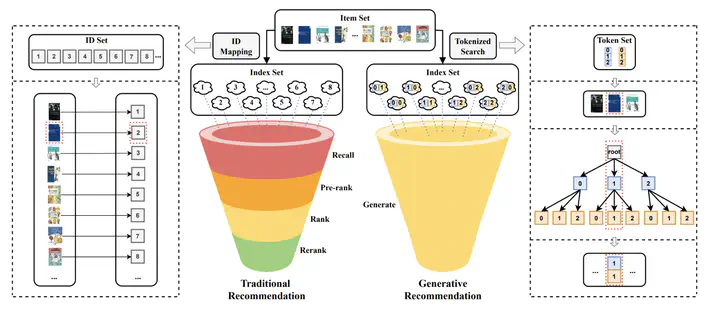 Item Set
...
ID Set
1 2 3 4 5 6 7 8 ...
ID
Mapping
Tokenized
Search
Token Set
0 0
1 1
2 2
Index Set
1 3 ... 6 8
2 4 5 7
Index Set
0 1 0 2 ... 2 0
0 0 1 1 1 2 2 2
1
2
3
4
5
6
7
8
...
...
Recall
Pre-rank
Rank
Rerank
Generate
root
0 1 2
0 1 2 0 1 2 0 1 2
... 1 ...
1
Traditional
Recommendation
Generative
Recommendation